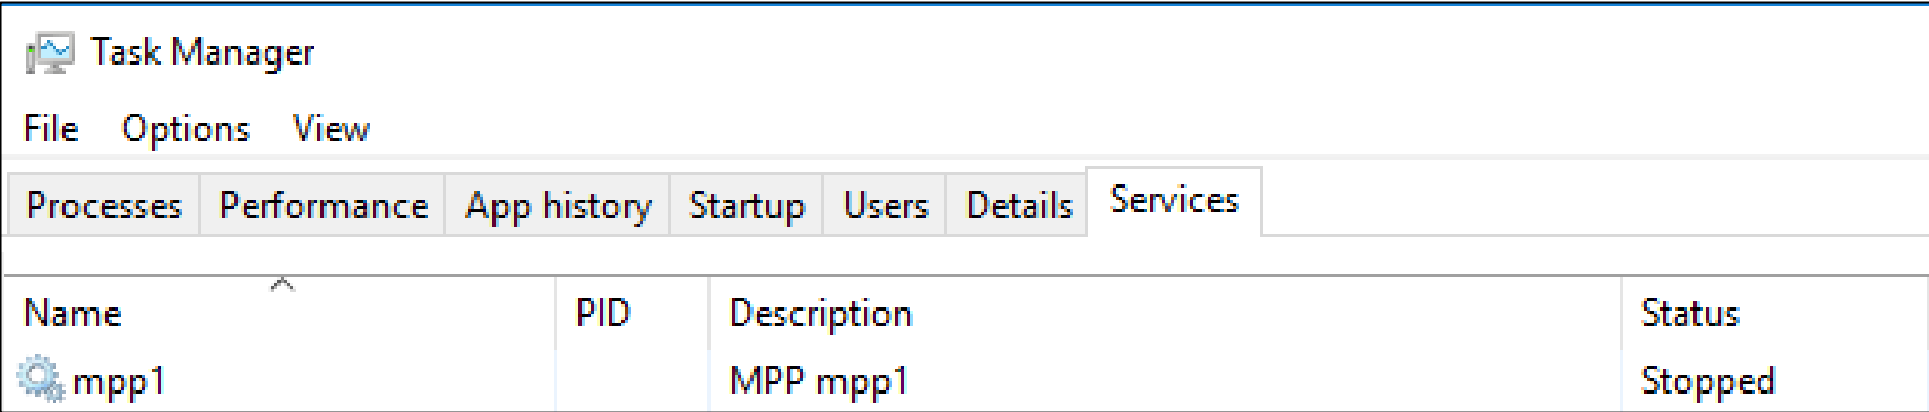 Task Manager
File Options View
Processes Performance App history Startup Users Details Services
Name PID Description Status
mpp1 MPP mpp1 Stopped